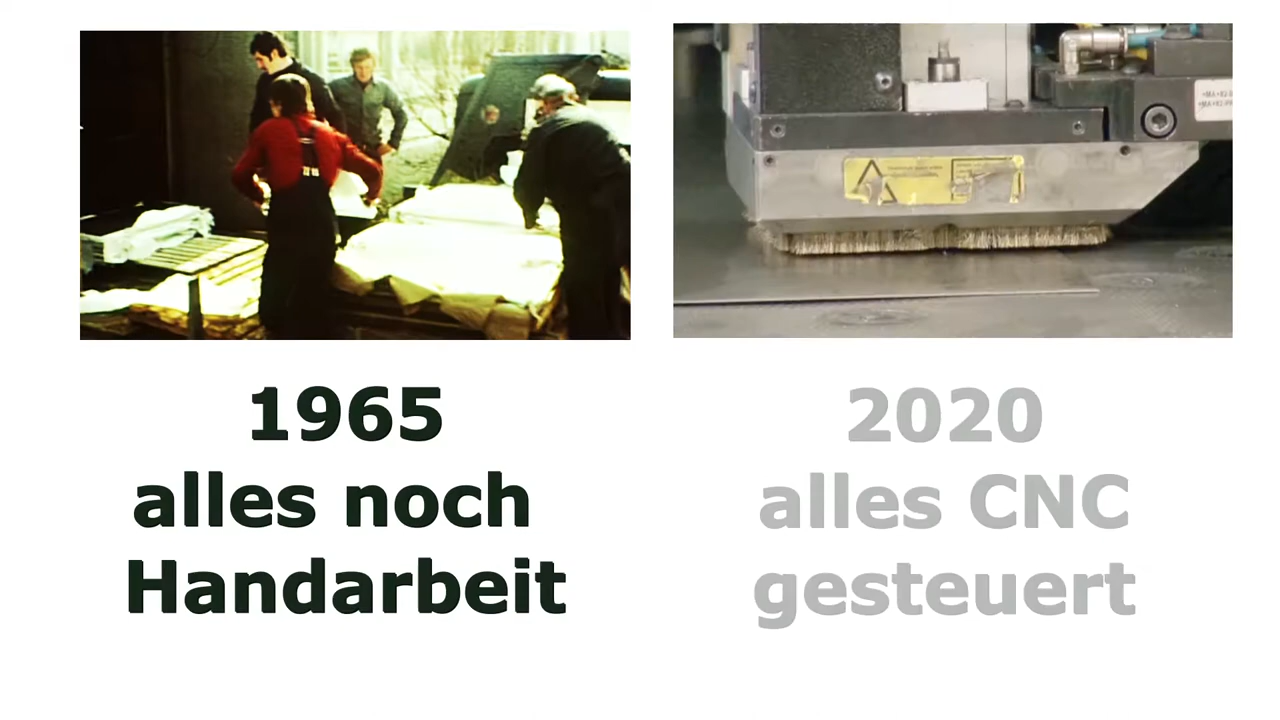 1965
alles noch
Handarbeit
2020
alles CNC
gesteuert